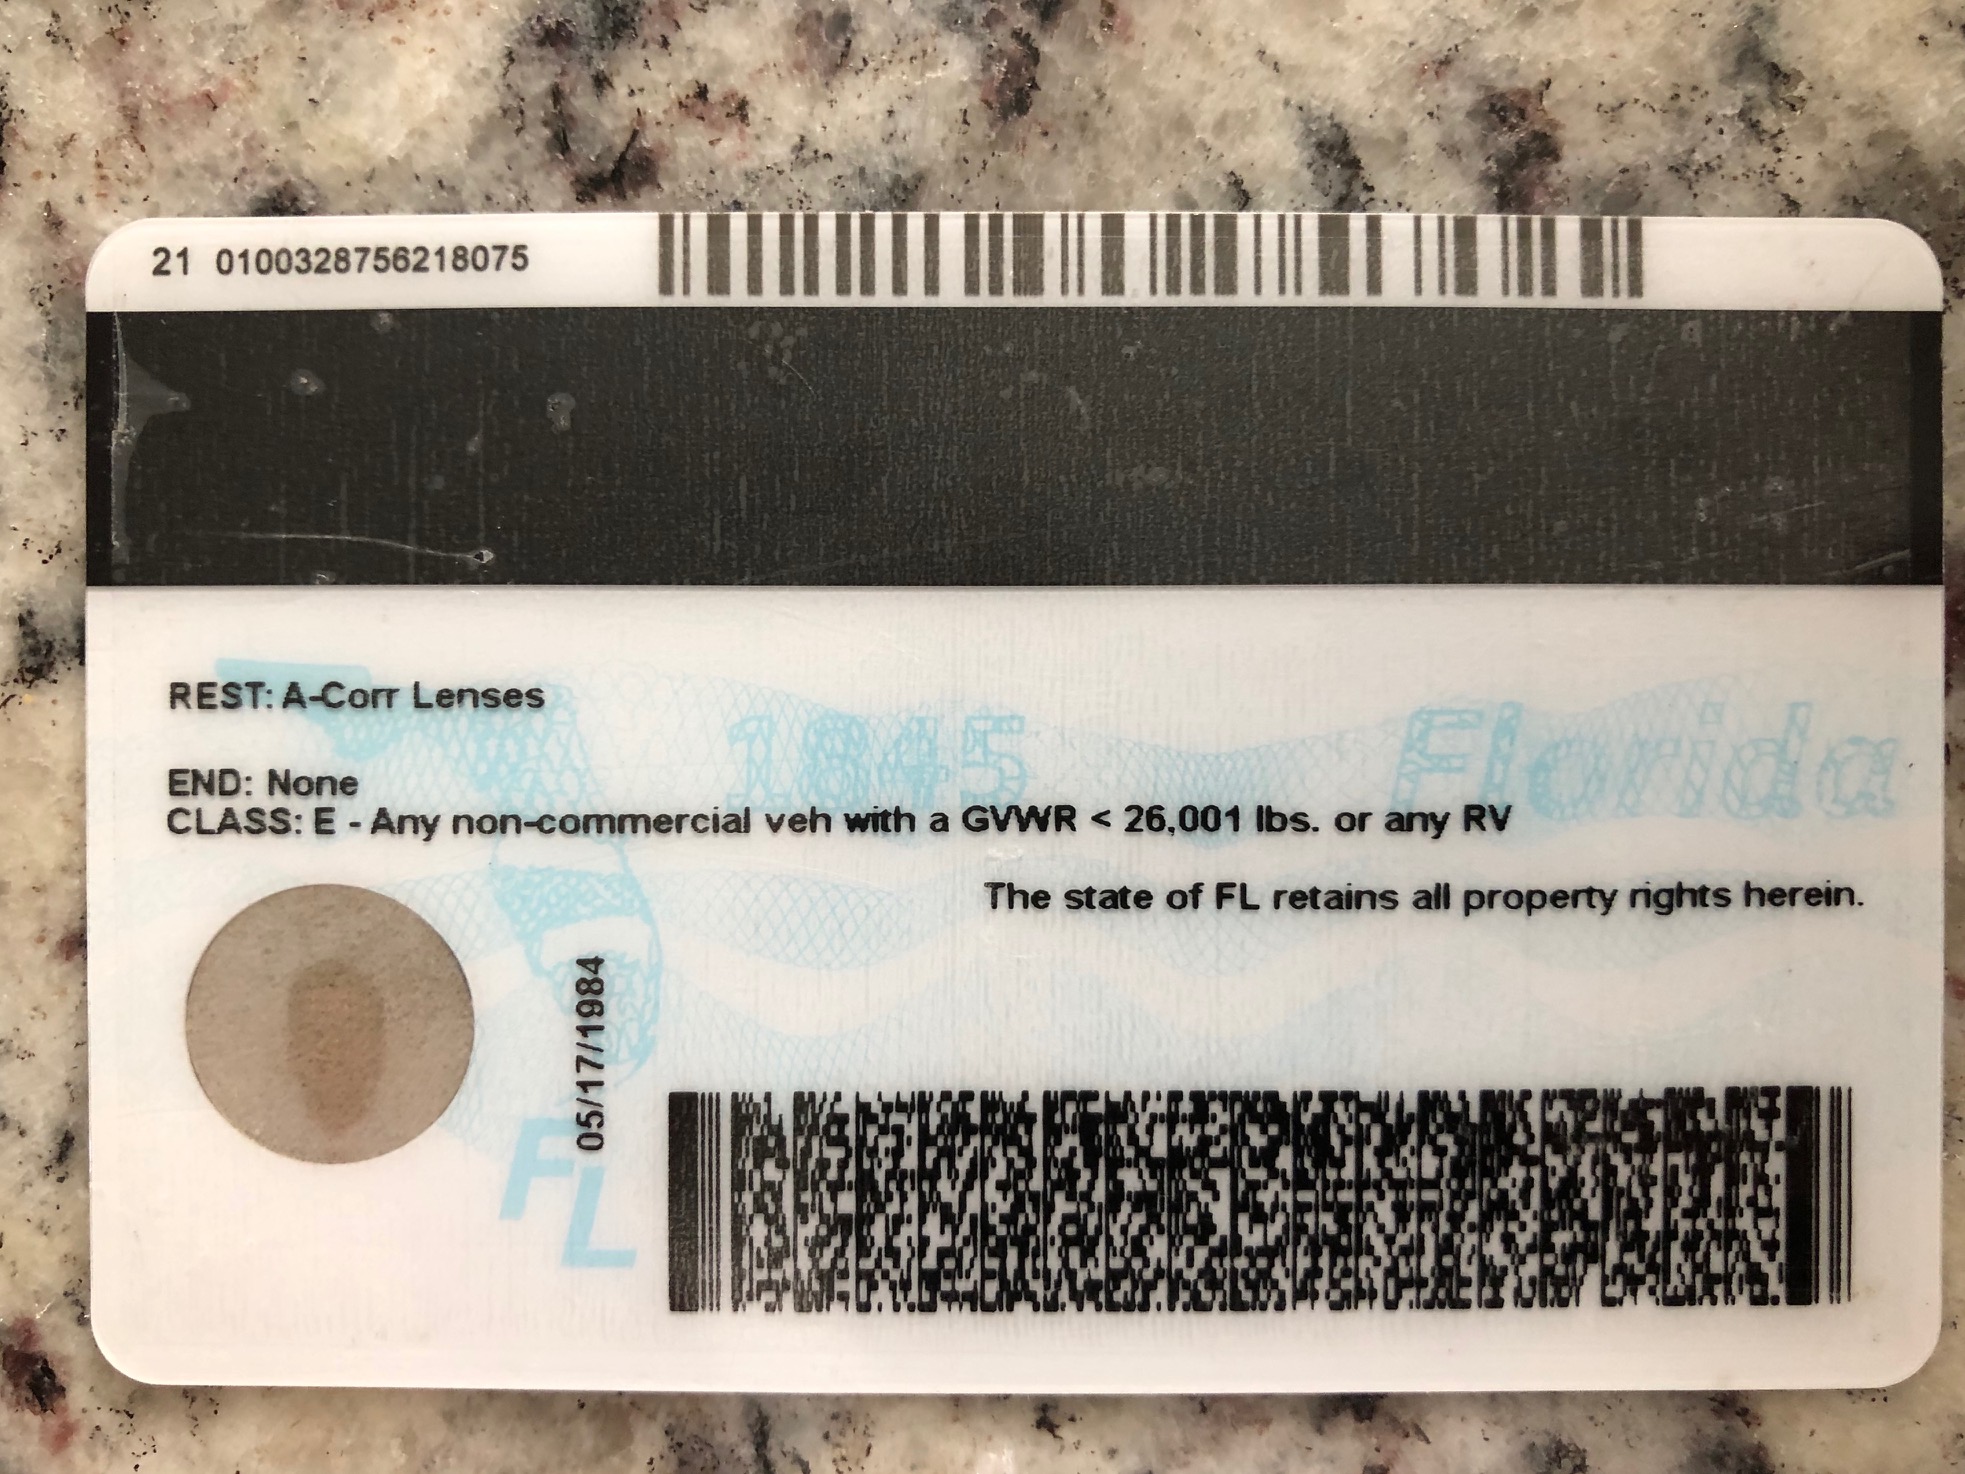 21 0100328756218075
REST: A-Corr Lenses
1845 Florida
END: None
CLASS: E - Any non-commercial veh with a GVWR < 26,001 lbs. or any RV
The state of FL retains all property rights herein.
05/17/1984
FL